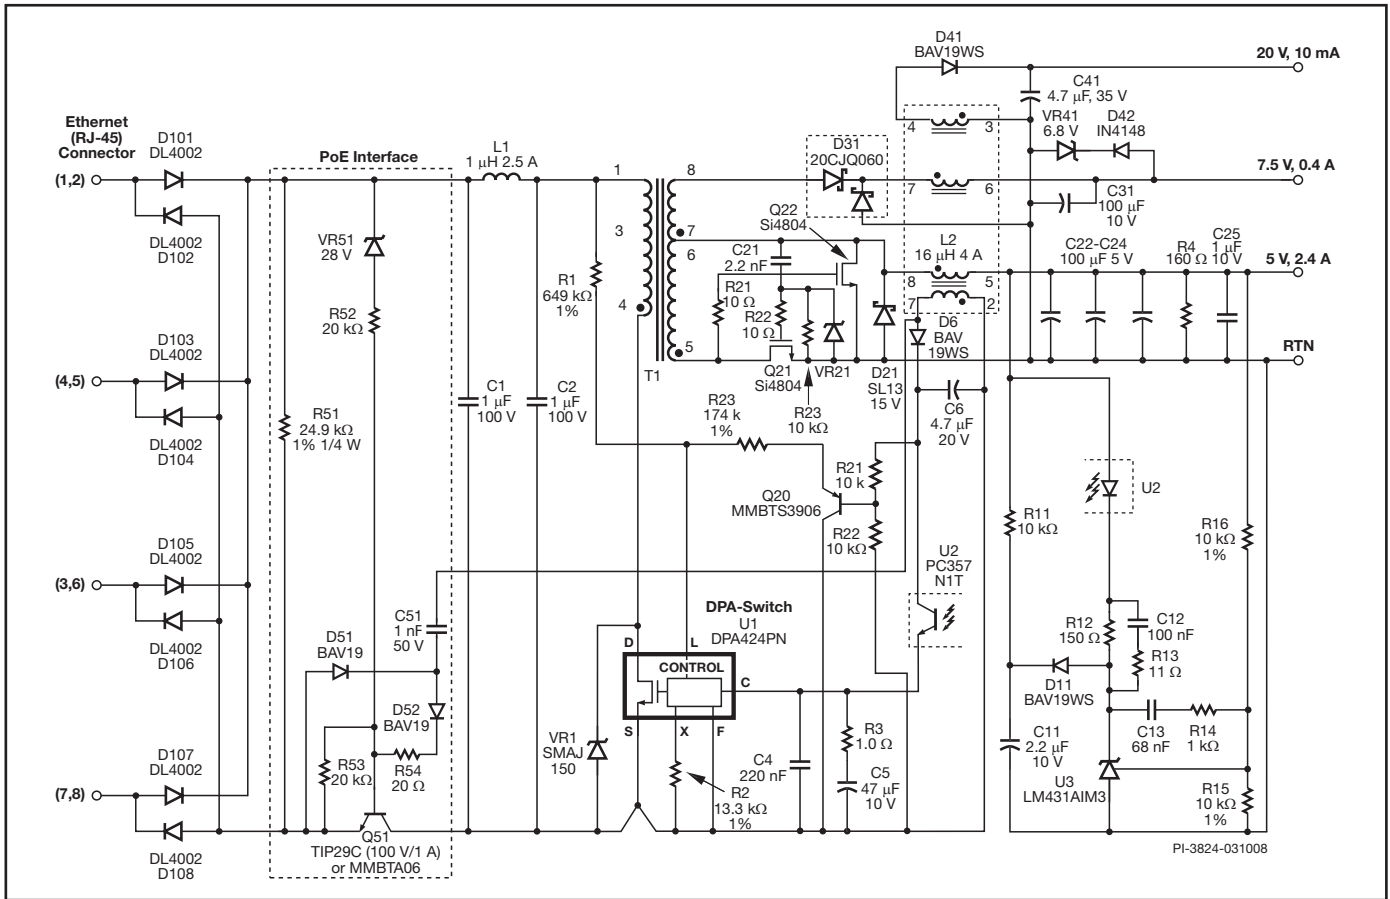 D41
BAV19WS
20 V, 10 mA
C41
4.7 µF, 35 V
Ethernet
(RJ-45)
Connector
D101
DL4002
PoE Interface
L1
1 µH 2.5 A
4
3
VR41
6.8 V
D42
IN4148
D31
20CJQ060
(1,2)
1
8
7
6
7.5 V, 0.4 A
DL4002
D102
VR51
28 V
3
7
6
Q22
Si4804
C31
100 µF
10 V
C21
2.2 nF
L2
16 µH 4 A
C22-C24
100 µF 5 V
R4
160 Ω
C25
1 µF
10 V
5 V, 2.4 A
R1
649 kΩ
1%
4
R21
10 Ω
R22
10 Ω
8
5
7
2
R52
20 kΩ
D6
BAV
19WS
RTN
D103
DL4002
5
T1
Q21
Si4804
VR21
D21
SL13
15 V
(4,5)
C1
1 µF
100 V
C2
1 µF
100 V
R23
174 k
1%
R23
10 kΩ
C6
4.7 µF
20 V
R51
24.9 kΩ
1% 1/4 W
DL4002
D104
R21
10 k
U2
Q20
MMBTS3906
R22
10 kΩ
R11
10 kΩ
R16
10 kΩ
1%
D105
DL4002
U2
PC357
N1T
(3,6)
DPA-Switch
U1
DPA424PN
C51
1 nF
50 V
R12
150 Ω
C12
100 nF
DL4002
D106
D51
BAV19
D
L
CONTROL
C
R13
11 Ω
D11
BAV19WS
D52
BAV19
S
X
F
C13
68 nF
R14
1 kΩ
D107
DL4002
VR1
SMAJ
150
R3
1.0 Ω
C4
220 nF
C11
2.2 µF
10 V
R53
20 kΩ
R54
20 Ω
C5
47 µF
10 V
U3
LM431AIM3
R15
10 kΩ
1%
(7,8)
R2
13.3 kΩ
1%
DL4002
D108
Q51
TIP29C (100 V/1 A)
or MMBTA06
PI-3824-031008